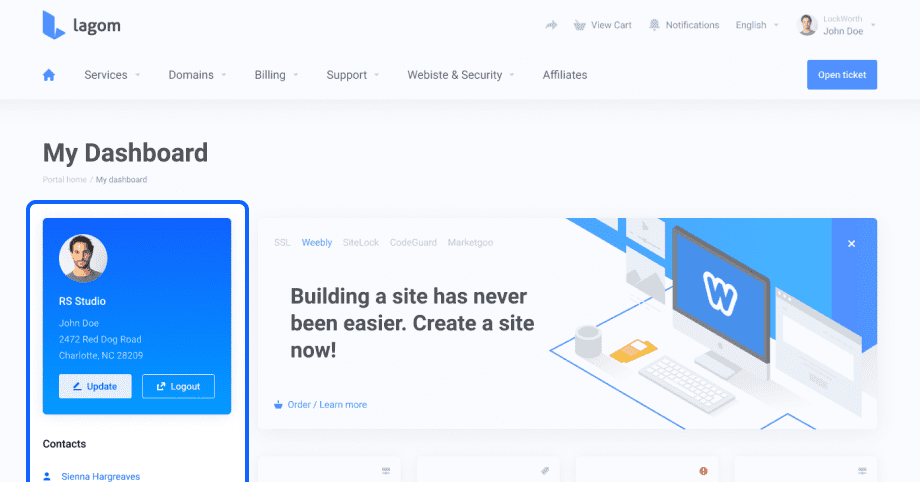 lagom
View Cart
Notifications
English
LuckWorth
John Doe
Services
Domains
Billing
Support
Webiste & Security
Affiliates
Open ticket
My Dashboard
Portal home / My dashboard
RS Studio
John Doe
2472 Red Dog Road
Charlotte, NC 28209
Update
Logout
Contacts
Sienna Hargreaves
SSL
Weebly
SiteLock
CodeGuard
Marketgoo
Building a site has never
been easier. Create a site
now!
Order / Learn more
W